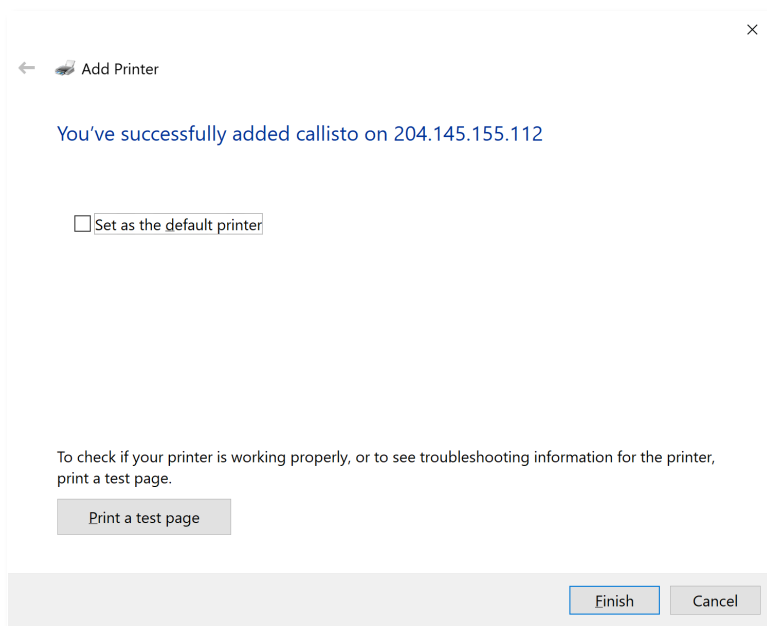 Add Printer
You’ve successfully added callisto on 204.145.155.112
Set as the default printer
To check if your printer is working properly, or to see troubleshooting information for the printer,
print a test page.
Print a test page
Finish
Cancel